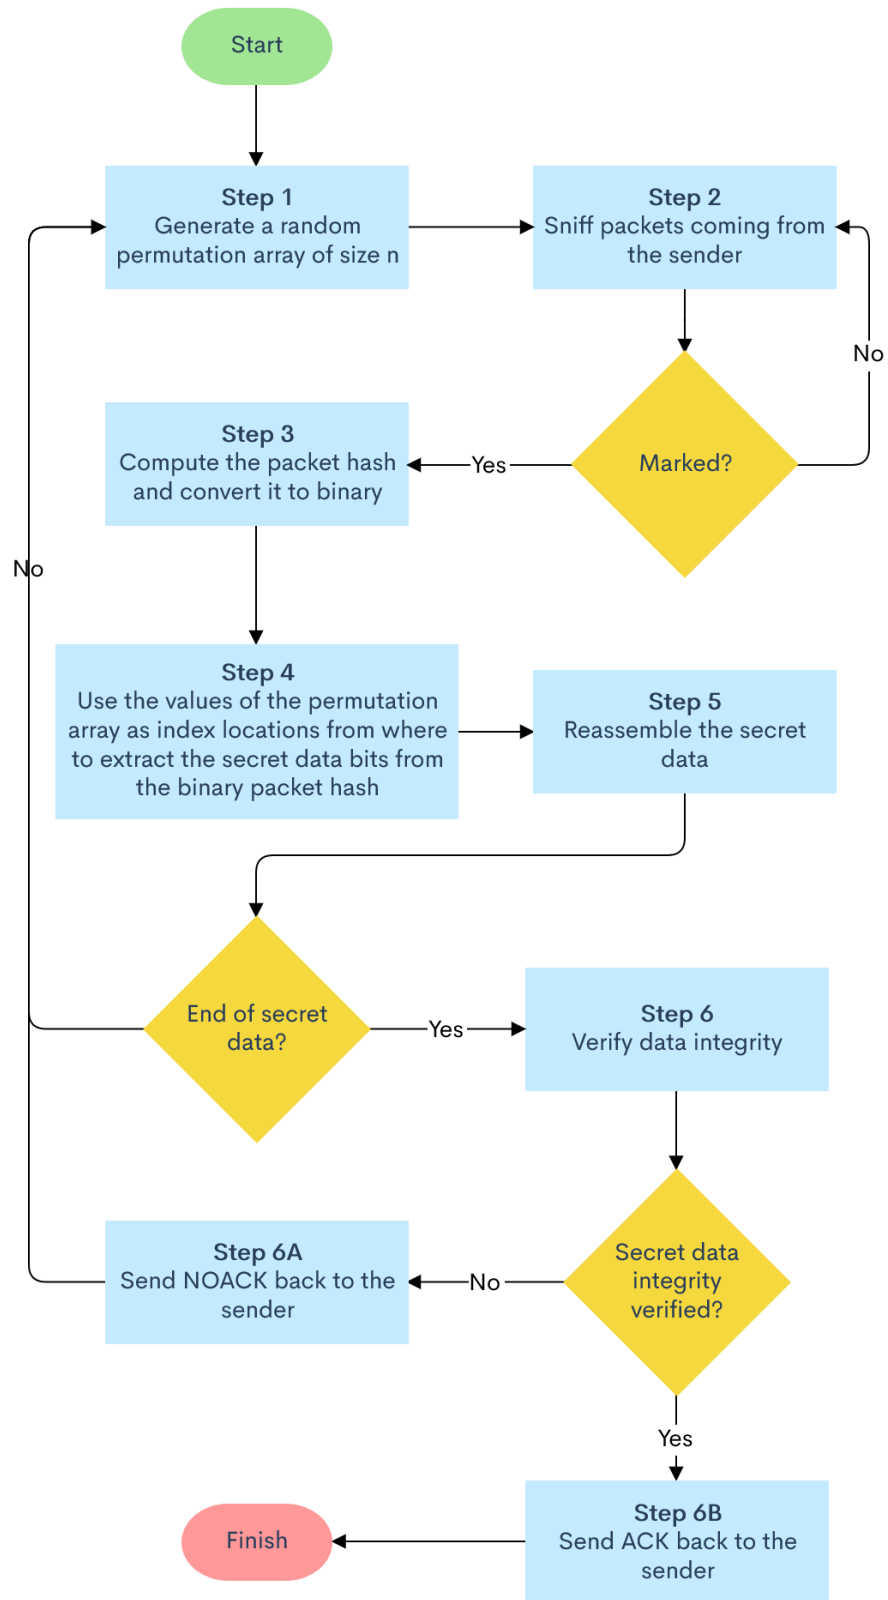 Start
Step 1
Generate a random
permutation array of size n
Step 2
Sniff packets coming from
the sender
No
Step 3
Compute the packet hash
and convert it to binary
Yes
Marked?
No
Step 4
Use the values of the permutation
array as index locations from where
to extract the secret data bits from
the binary packet hash
Step 5
Reassemble the secret
data
End of secret
data?
Yes
Step 6
Verify data integrity
Step 6A
Send NOACK back to the
sender
No
Secret data
integrity
verified?
Yes
Finish
Step 6B
Send ACK back to the
sender